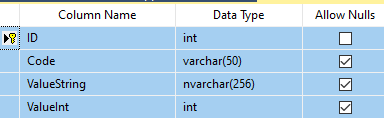 Column Name Data Type Allow Nulls
ID int
Code varchar(50)
ValueString nvarchar(256)
ValueInt int